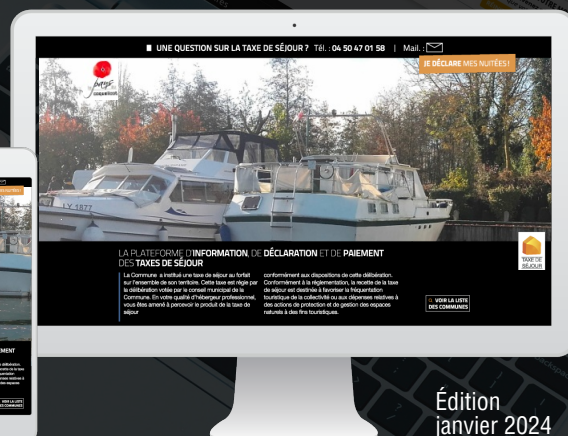 UNE QUESTION SUR LA TAXE DE SÉJOUR ? Tél. : 04 50 47 01 58 | Mail. :
JE DÉCLARE MES NUITÉES !
pays
LY 1877
LA PLATEFORME D'INFORMATION, DE DÉCLARATION ET DE PAIEMENT
DES TAXES DE SÉJOUR
La Commune a institué une taxe de séjour au forfait
sur l'ensemble de son territoire. Cette taxe est régie par
la délibération votée par le conseil municipal de la
Commune. En votre qualité d'hébergeur professionnel,
vous êtes amené à percevoir le produit de la taxe de
séjour
conformément aux dispositions de cette délibération.
Conformément à la réglementation, la recette de la taxe
de séjour est destinée à favoriser la fréquentation
touristique de la collectivité ou aux dépenses relatives à
des actions de protection et de gestion des espaces
naturels à des fins touristiques.
TAXE DE
SÉJOUR
VOIR LA LISTE
DES COMMUNES
Édition
janvier 2024